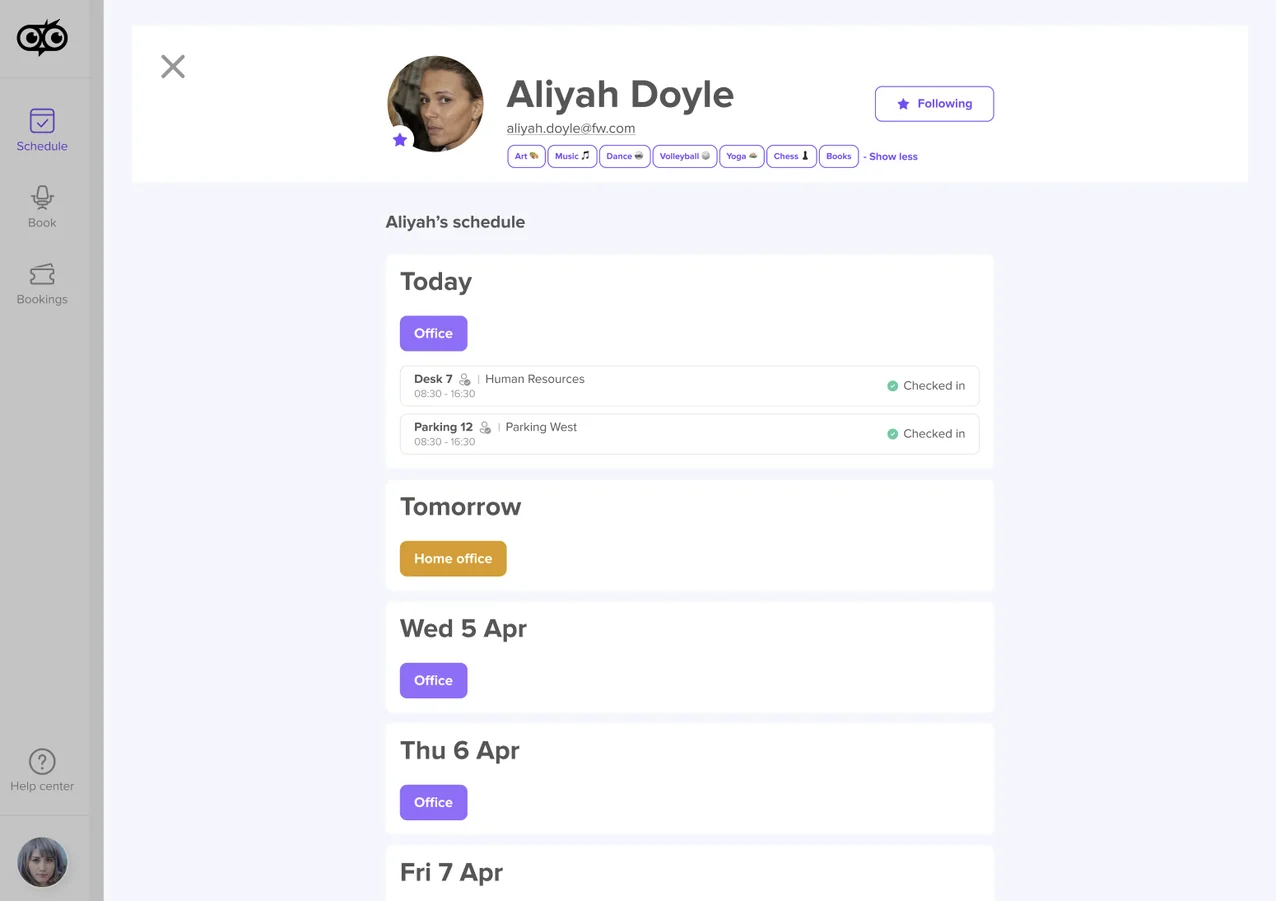 Schedule
Book
Bookings
Help center
Aliyah Doyle
aliyah.doyle@fw.com
Following
Art 🎨 Music 🎵 Dance Volleyball 🏐 Yoga Chess ♟ Books - Show less
Aliyah’s schedule
Today
Office
Desk 7 | Human Resources
08:30 - 16:30
Checked in
Parking 12 | Parking West
08:30 - 16:30
Checked in
Tomorrow
Home office
Wed 5 Apr
Office
Thu 6 Apr
Office
Fri 7 Apr